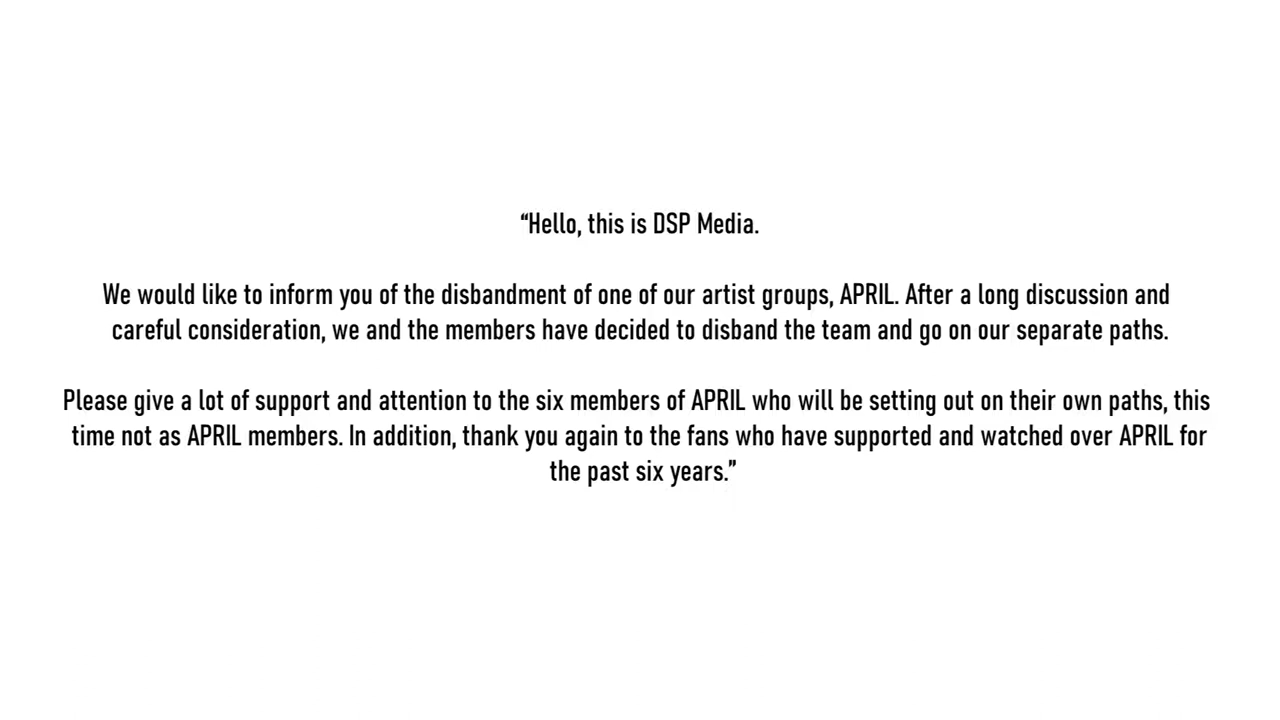 “Hello, this is DSP Media.
We would like to inform you of the disbandment of one of our artist groups, APRIL. After a long discussion and
careful consideration, we and the members have decided to disband the team and go on our separate paths.
Please give a lot of support and attention to the six members of APRIL who will be setting out on their own paths, this
time not as APRIL members. In addition, thank you again to the fans who have supported and watched over APRIL for
the past six years.”